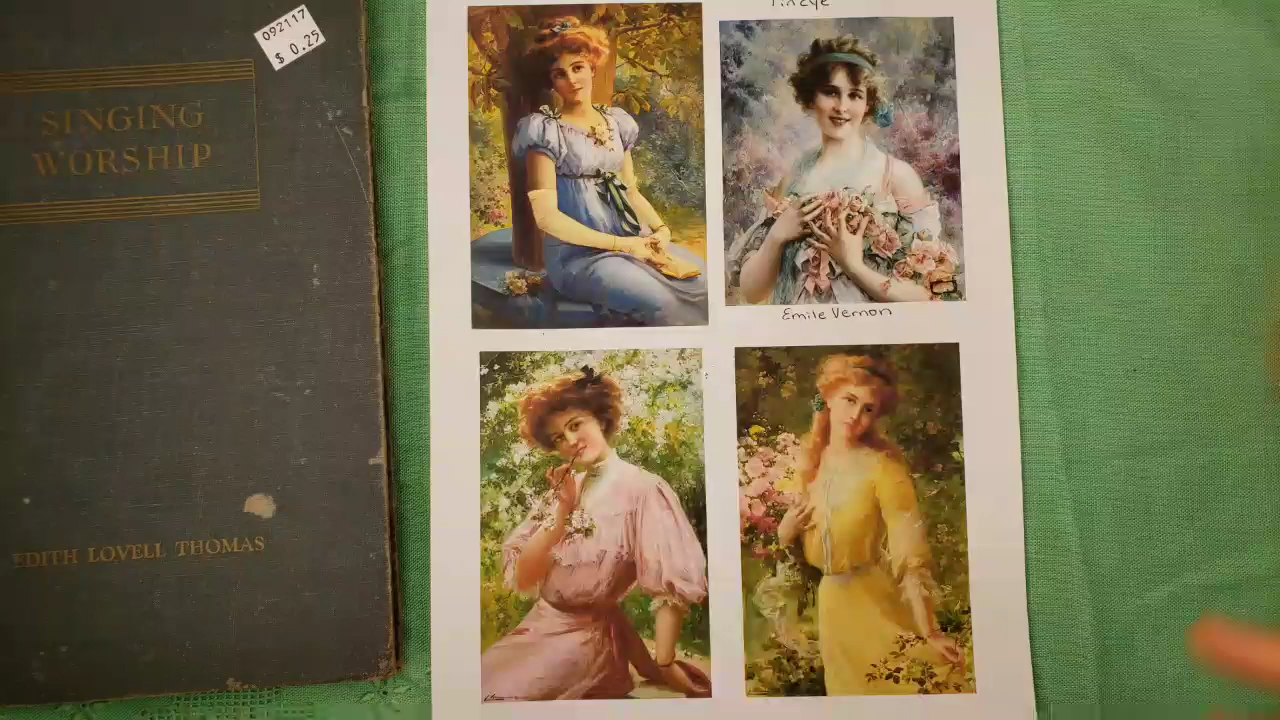 092117
$ 0.25
SINGING
WORSHIP
EDITH LOVELL THOMAS
Emile Vernon